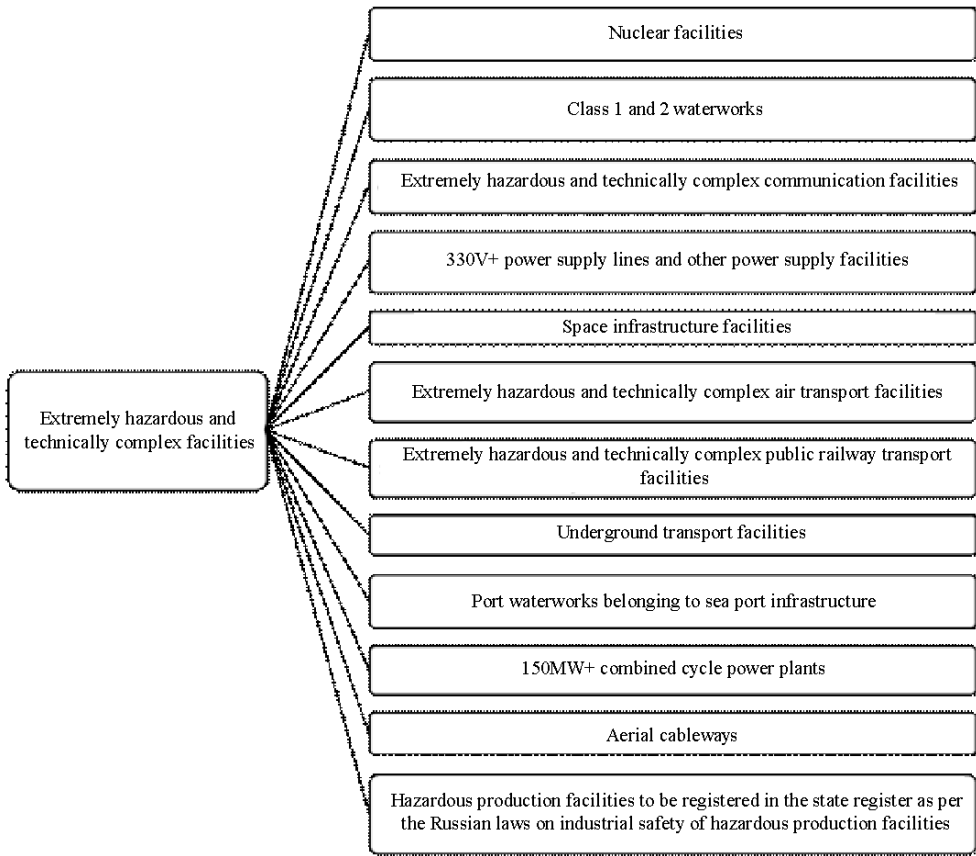 Nuclear facilities
Class 1 and 2 waterworks
Extremely hazardous and technically complex communication facilities
330V+ power supply lines and other power supply facilities
Space infrastructure facilities
Extremely hazardous and
technically complex facilities
Extremely hazardous and technically complex air transport facilities
Extremely hazardous and technically complex public railway transport
facilities
Underground transport facilities
Port waterworks belonging to sea port infrastructure
150MW+ combined cycle power plants
Aerial cableways
Hazardous production facilities to be registered in the state register as per
the Russian laws on industrial safety of hazardous production facilities